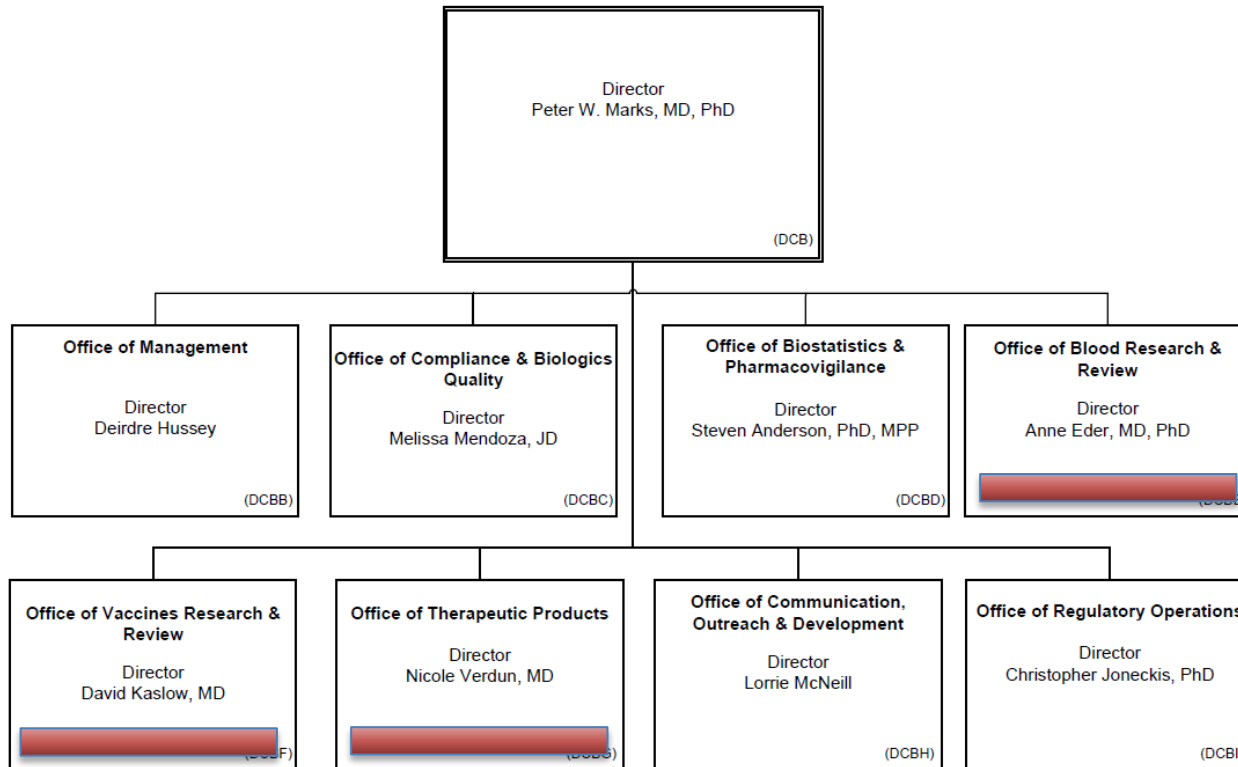 Director
Peter W. Marks, MD, PhD
(DCB)
Office of Management
Director
Deirdre Hussey
(DCBB)
Office of Compliance & Biologics
Quality
Director
Melissa Mendoza, JD
(DCBC)
Office of Biostatistics &
Pharmacovigilance
Director
Steven Anderson, PhD, MPP
(DCBD)
Office of Blood Research &
Review
Director
Anne Eder, MD, PhD
Office of Vaccines Research &
Review
Director
David Kaslow, MD
(DCBF)
Office of Therapeutic Products
Director
Nicole Verdun, MD
(DCBG)
Office of Communication,
Outreach & Development
Director
Lorrie McNeill
(DCBH)
Office of Regulatory Operations
Director
Christopher Joneckis, PhD
(DCBI